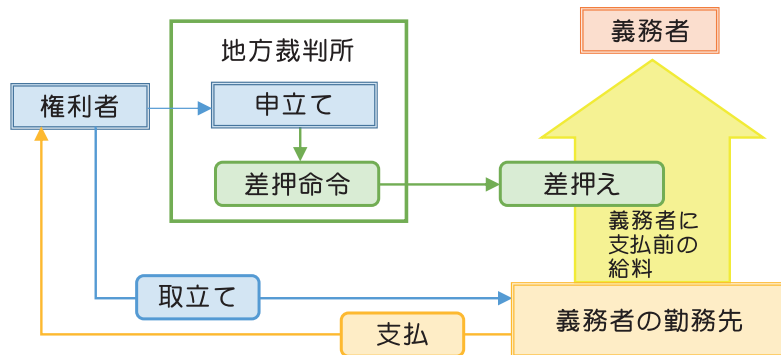 義務者
地方裁判所
権利者
申立て
差押命令
差押え
義務者に
支払前の
給料
取立て
義務者の勤務先
支払